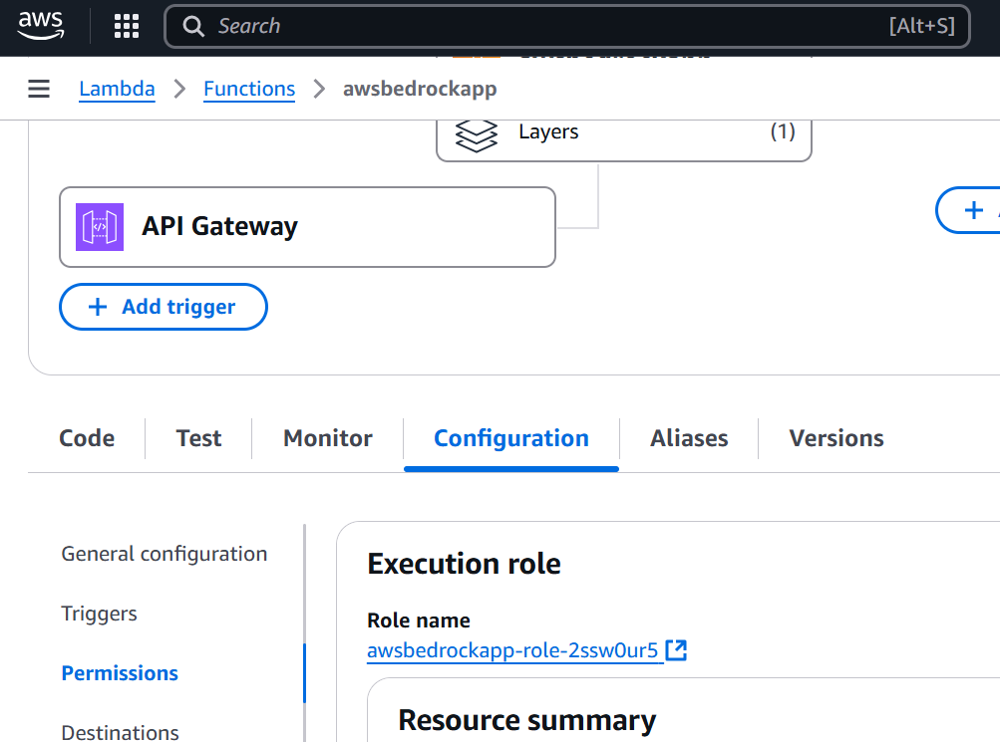 aws
Search
[Alt+S]
Lambda
Functions
awsbedrockapp
Layers
(1)
API Gateway
+ Add trigger
Code
Test
Monitor
Configuration
Aliases
Versions
General configuration
Triggers
Permissions
Destinations
Execution role
Role name
awsbedrockapp-role-2ssw0ur5
Resource summary